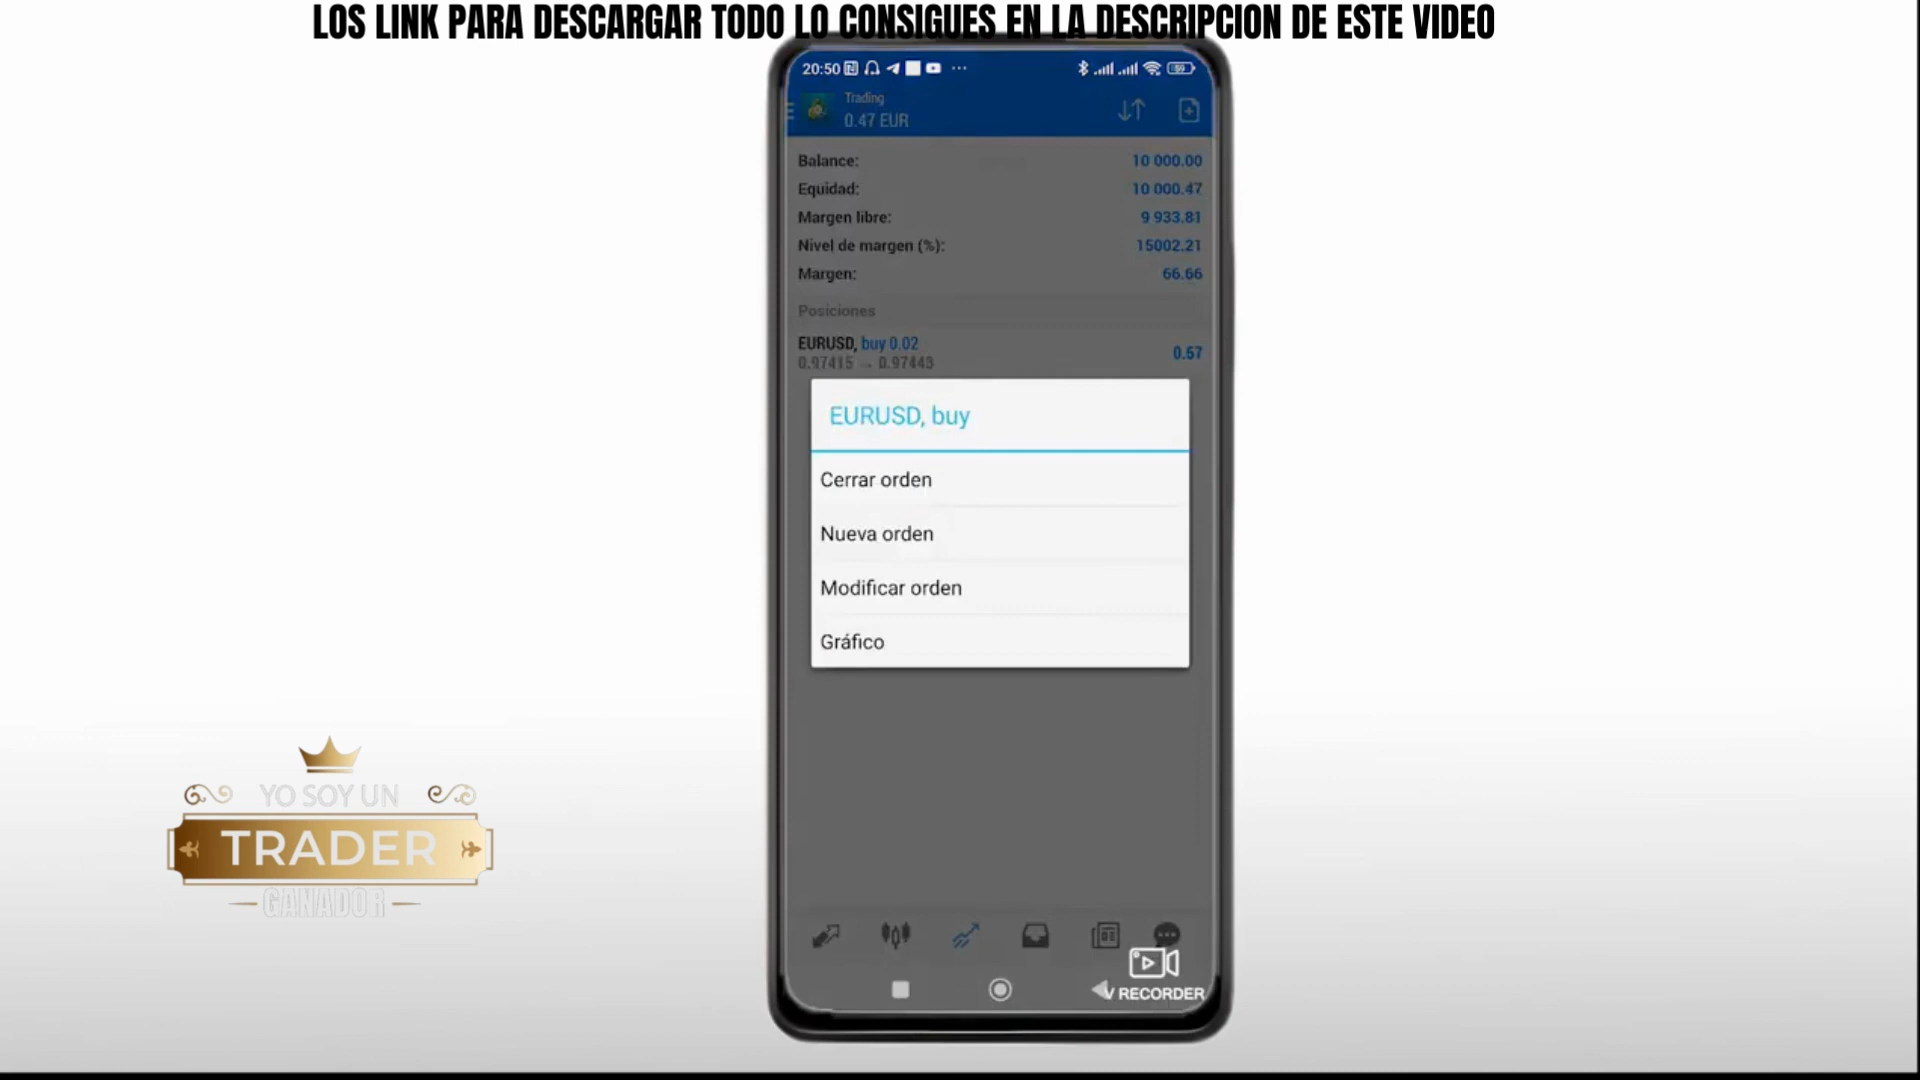 LOS LINK PARA DESCARGAR TODO LO CONSIGUES EN LA DESCRIPCION DE ESTE VIDEO
20:50
59
Trading
0.47 EUR
Balance: 10 000.00
Equidad: 10 000.47
Margen libre: 9 933.81
Nivel de margen (%): 15002.21
Margen: 66.66
Posiciones
EURUSD, buy 0.02
0.57
0.97415 → 0.97443
EURUSD, buy
Cerrar orden
Nueva orden
Modificar orden
Gráfico
YO SOY UN
TRADER
GANADOR
V RECORDER